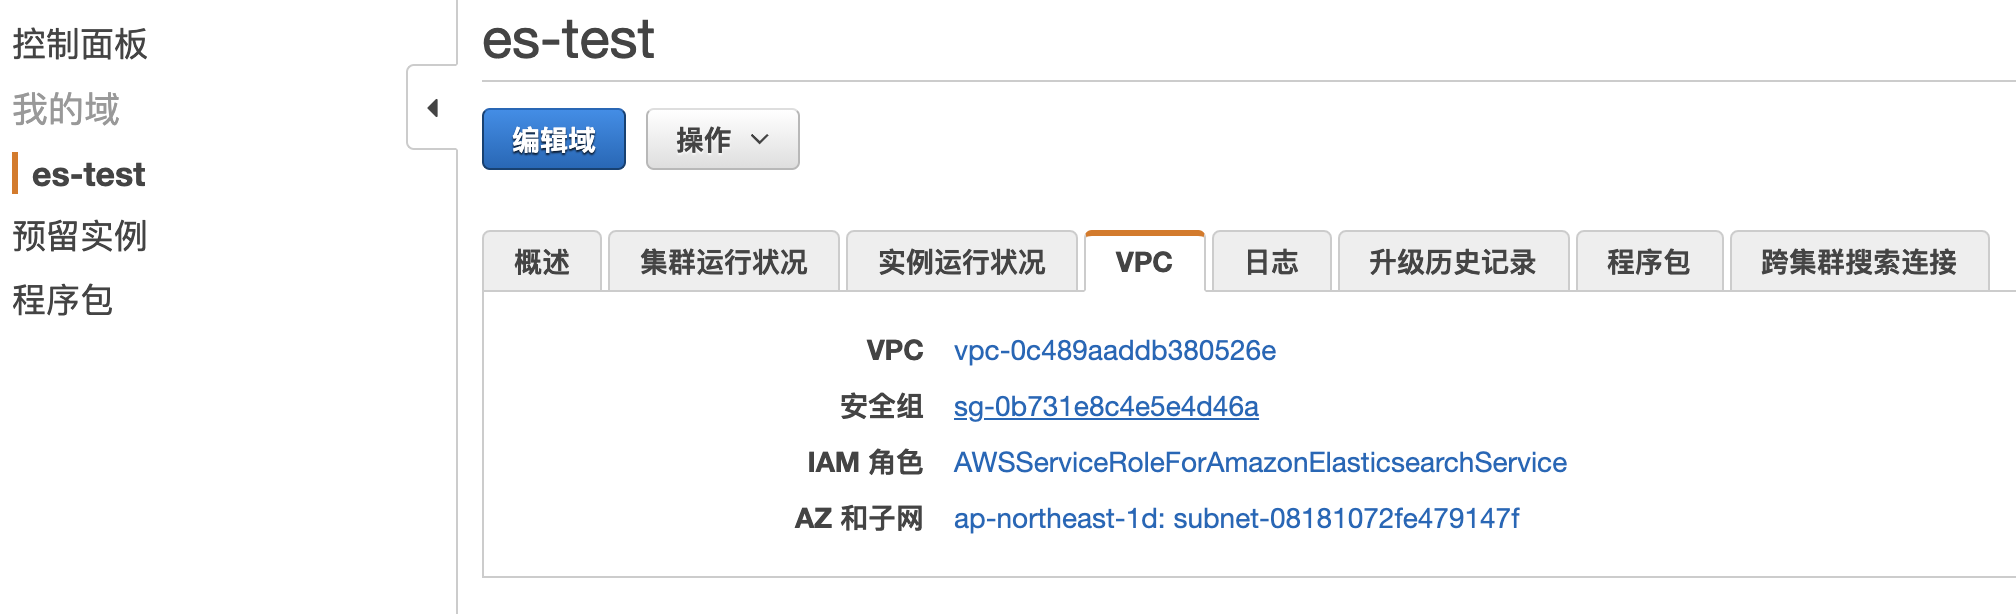 控制面板
我的域
es-test
预留实例
程序包
es-test
编辑域 操作
概述 集群运行状况 实例运行状况 VPC 日志 升级历史记录 程序包 跨集群搜索连接
VPC vpc-0c489aaddb380526e
安全组 sg-0b731e8c4e5e4d46a
IAM 角色 AWSServiceRoleForAmazonElasticsearchService
AZ 和子网 ap-northeast-1d: subnet-08181072fe479147f